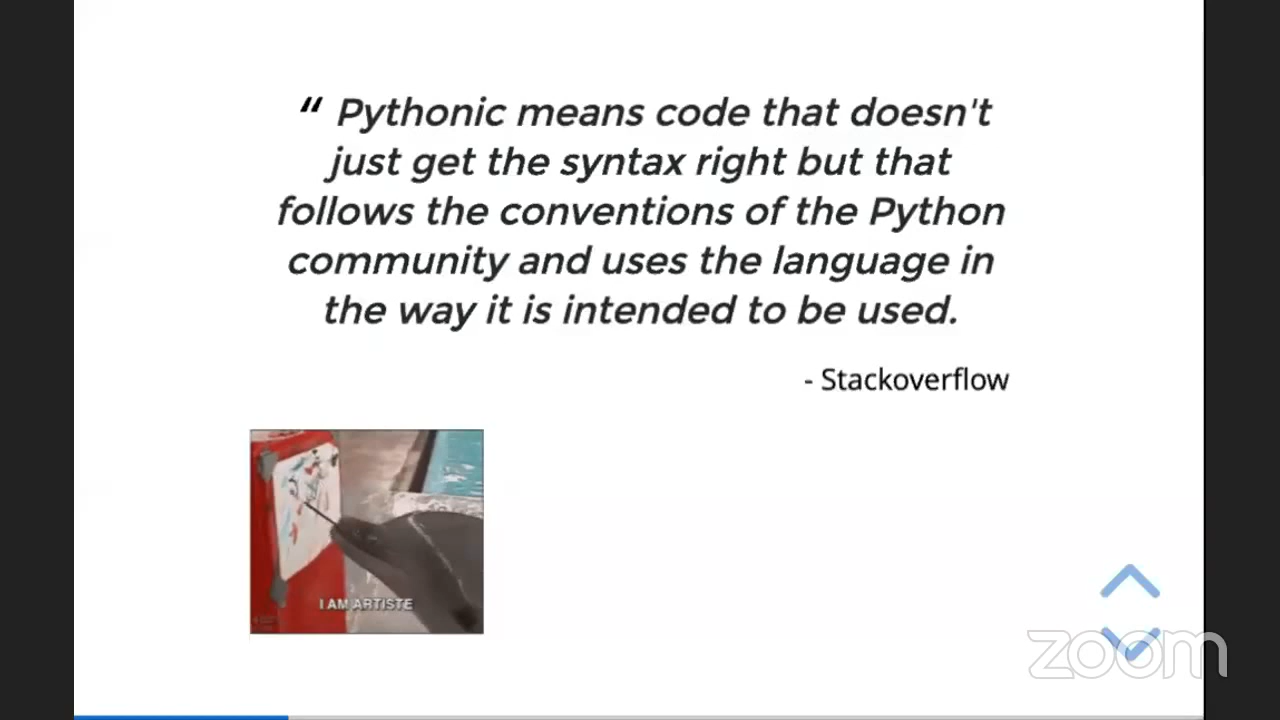 “ Pythonic means code that doesn't
just get the syntax right but that
follows the conventions of the Python
community and uses the language in
the way it is intended to be used.
- Stackoverflow
I AM ARTISTE
zoom